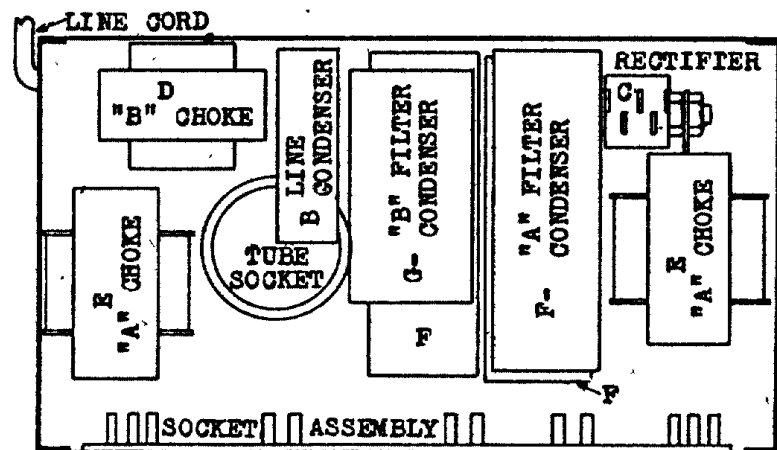 LINE CORD
D
"B" CHOKE
B LINE
CONDENSER
G- "B" FILTER
CONDENSER
F
F- "A" FILTER
CONDENSER
F
RECTIFIER
C
E
"A" CHOKE
TUBE
SOCKET
E
"A" CHOKE
SOCKET ASSEMBLY